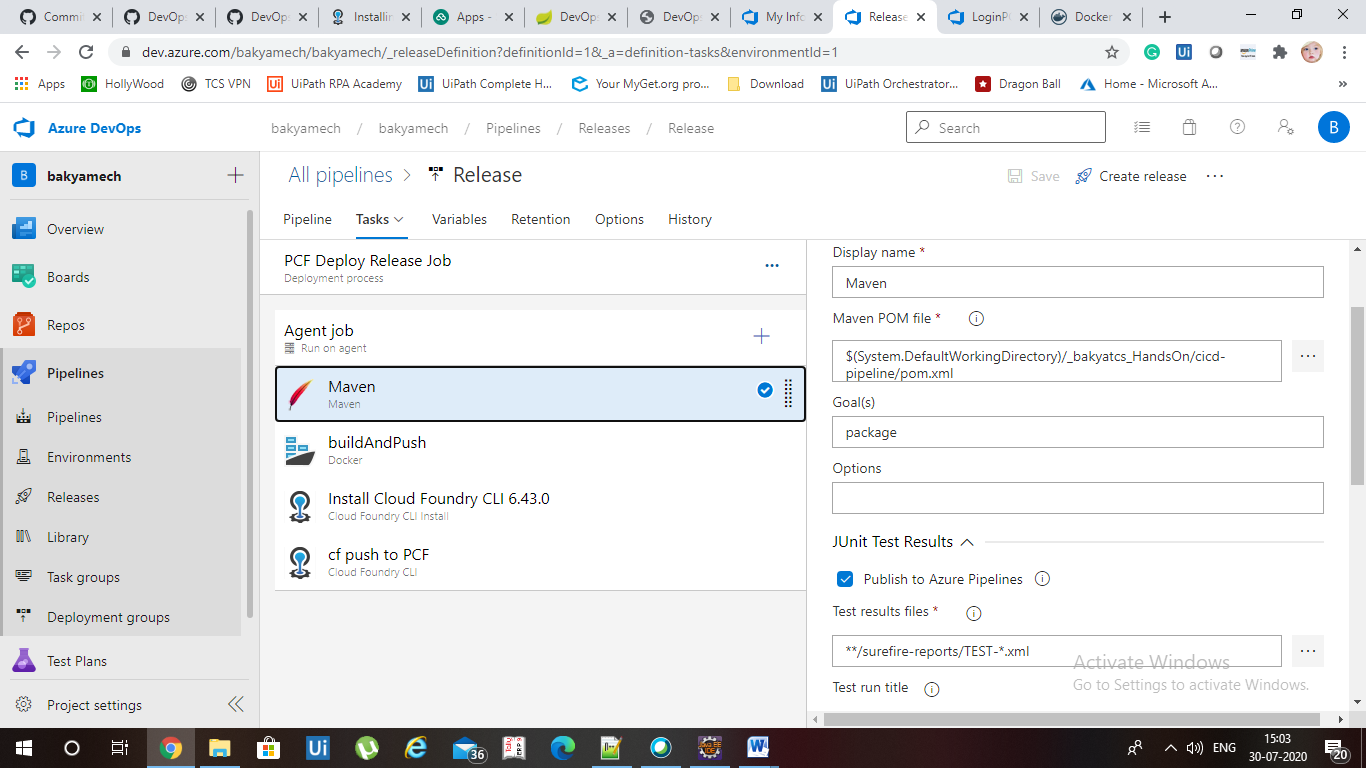 Commi
DevOps
DevOps
Installin
Apps -
DevOps
DevOps
My Info
Release
LoginPC
Docker
dev.azure.com/bakyamech/bakyamech/_releaseDefinition?definitionId=1&_a=definition-tasks&environmentId=1
Apps
HollyWood
TCS VPN
UiPath RPA Academy
UiPath Complete H...
Your MyGet.org pro...
Download
UiPath Orchestrator...
Dragon Ball
Home - Microsoft A...
»
Azure DevOps
bakyamech / bakyamech / Pipelines / Releases / Release
Search
B
B
bakyamech
Overview
Boards
Repos
Pipelines
Pipelines
Environments
Releases
Library
Task groups
Deployment groups
Test Plans
Project settings
All pipelines > Release
Save
Create release
Pipeline
Tasks
Variables
Retention
Options
History
PCF Deploy Release Job
Deployment process
Agent job
Run on agent
Maven
Maven
buildAndPush
Docker
Install Cloud Foundry CLI 6.43.0
Cloud Foundry CLI Install
cf push to PCF
Cloud Foundry CLI
Display name *
Maven
Maven POM file *
$(System.DefaultWorkingDirectory)/_bakyatcs_HandsOn/cicd-
pipeline/pom.xml
Goal(s)
package
Options
JUnit Test Results
Publish to Azure Pipelines
Test results files *
**/surefire-reports/TEST-*.xml
Test run title
Activate Windows
Go to Settings to activate Windows.
36
ENG
15:03
30-07-2020
20